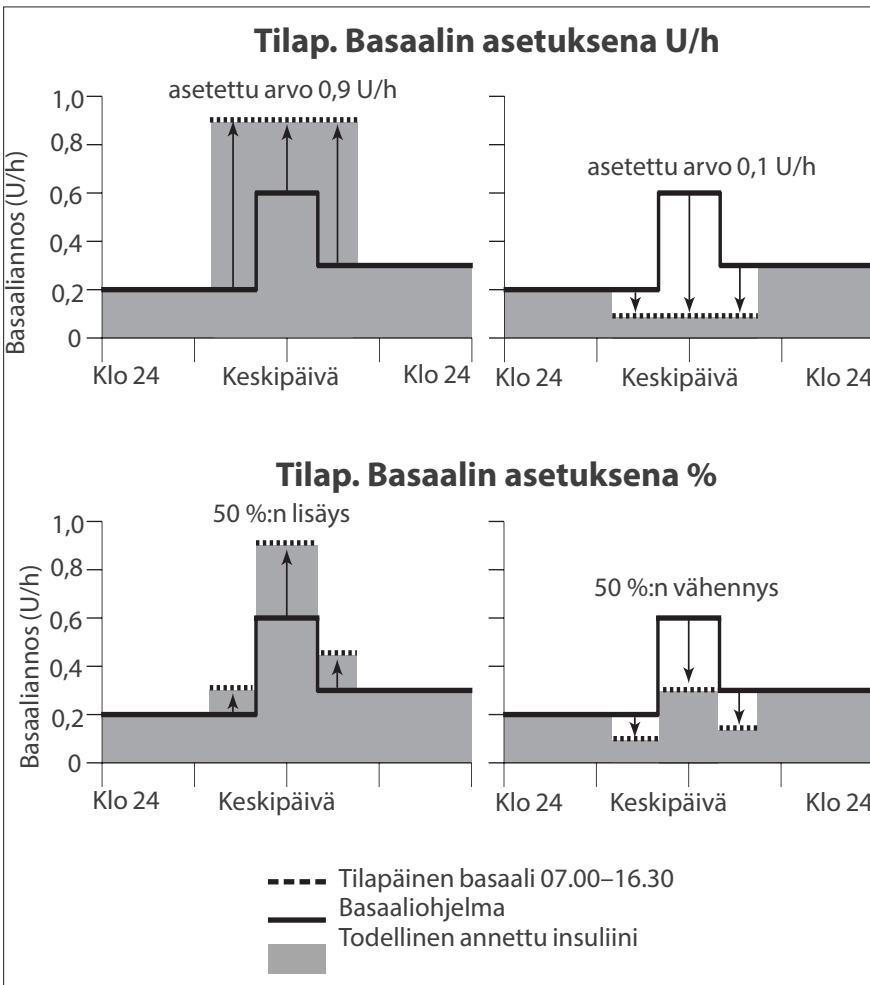 Tilap. Basaalin asetuksena U/h
asetettu arvo 0,9 U/h
Basaaliannos (U/h)
1,0
0,8
0,6
0,4
0,2
0
Klo 24 Keskipäivä Klo 24
asetettu arvo 0,1 U/h
Klo 24 Keskipäivä Klo 24
Tilap. Basaalin asetuksena %
50 %:n lisäys
Basaaliannos (U/h)
1,0
0,8
0,6
0,4
0,2
0
Klo 24 Keskipäivä
50 %:n vähennys
Klo 24 Keskipäivä Klo 24
Tilapäinen basaali 07.00–16.30
Basaaliohjelma
Todellinen annettu insuliini